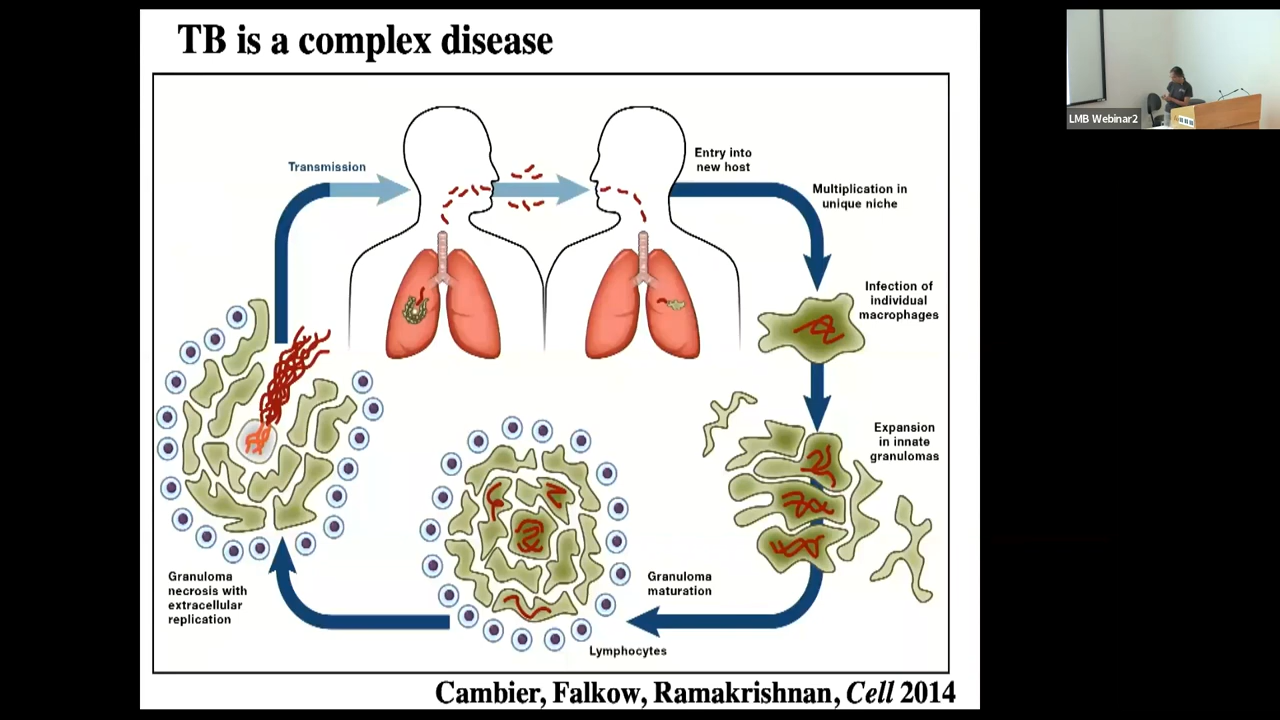 TB is a complex disease
Transmission
Entry into
new host
Multiplication in
unique niche
Infection of
individual
macrophages
Expansion
in innate
granulomas
Granuloma
maturation
Lymphocytes
Granuloma
necrosis with
extracellular
replication
Cambier, Falkow, Ramakrishnan, Cell 2014
LMB Webinar2